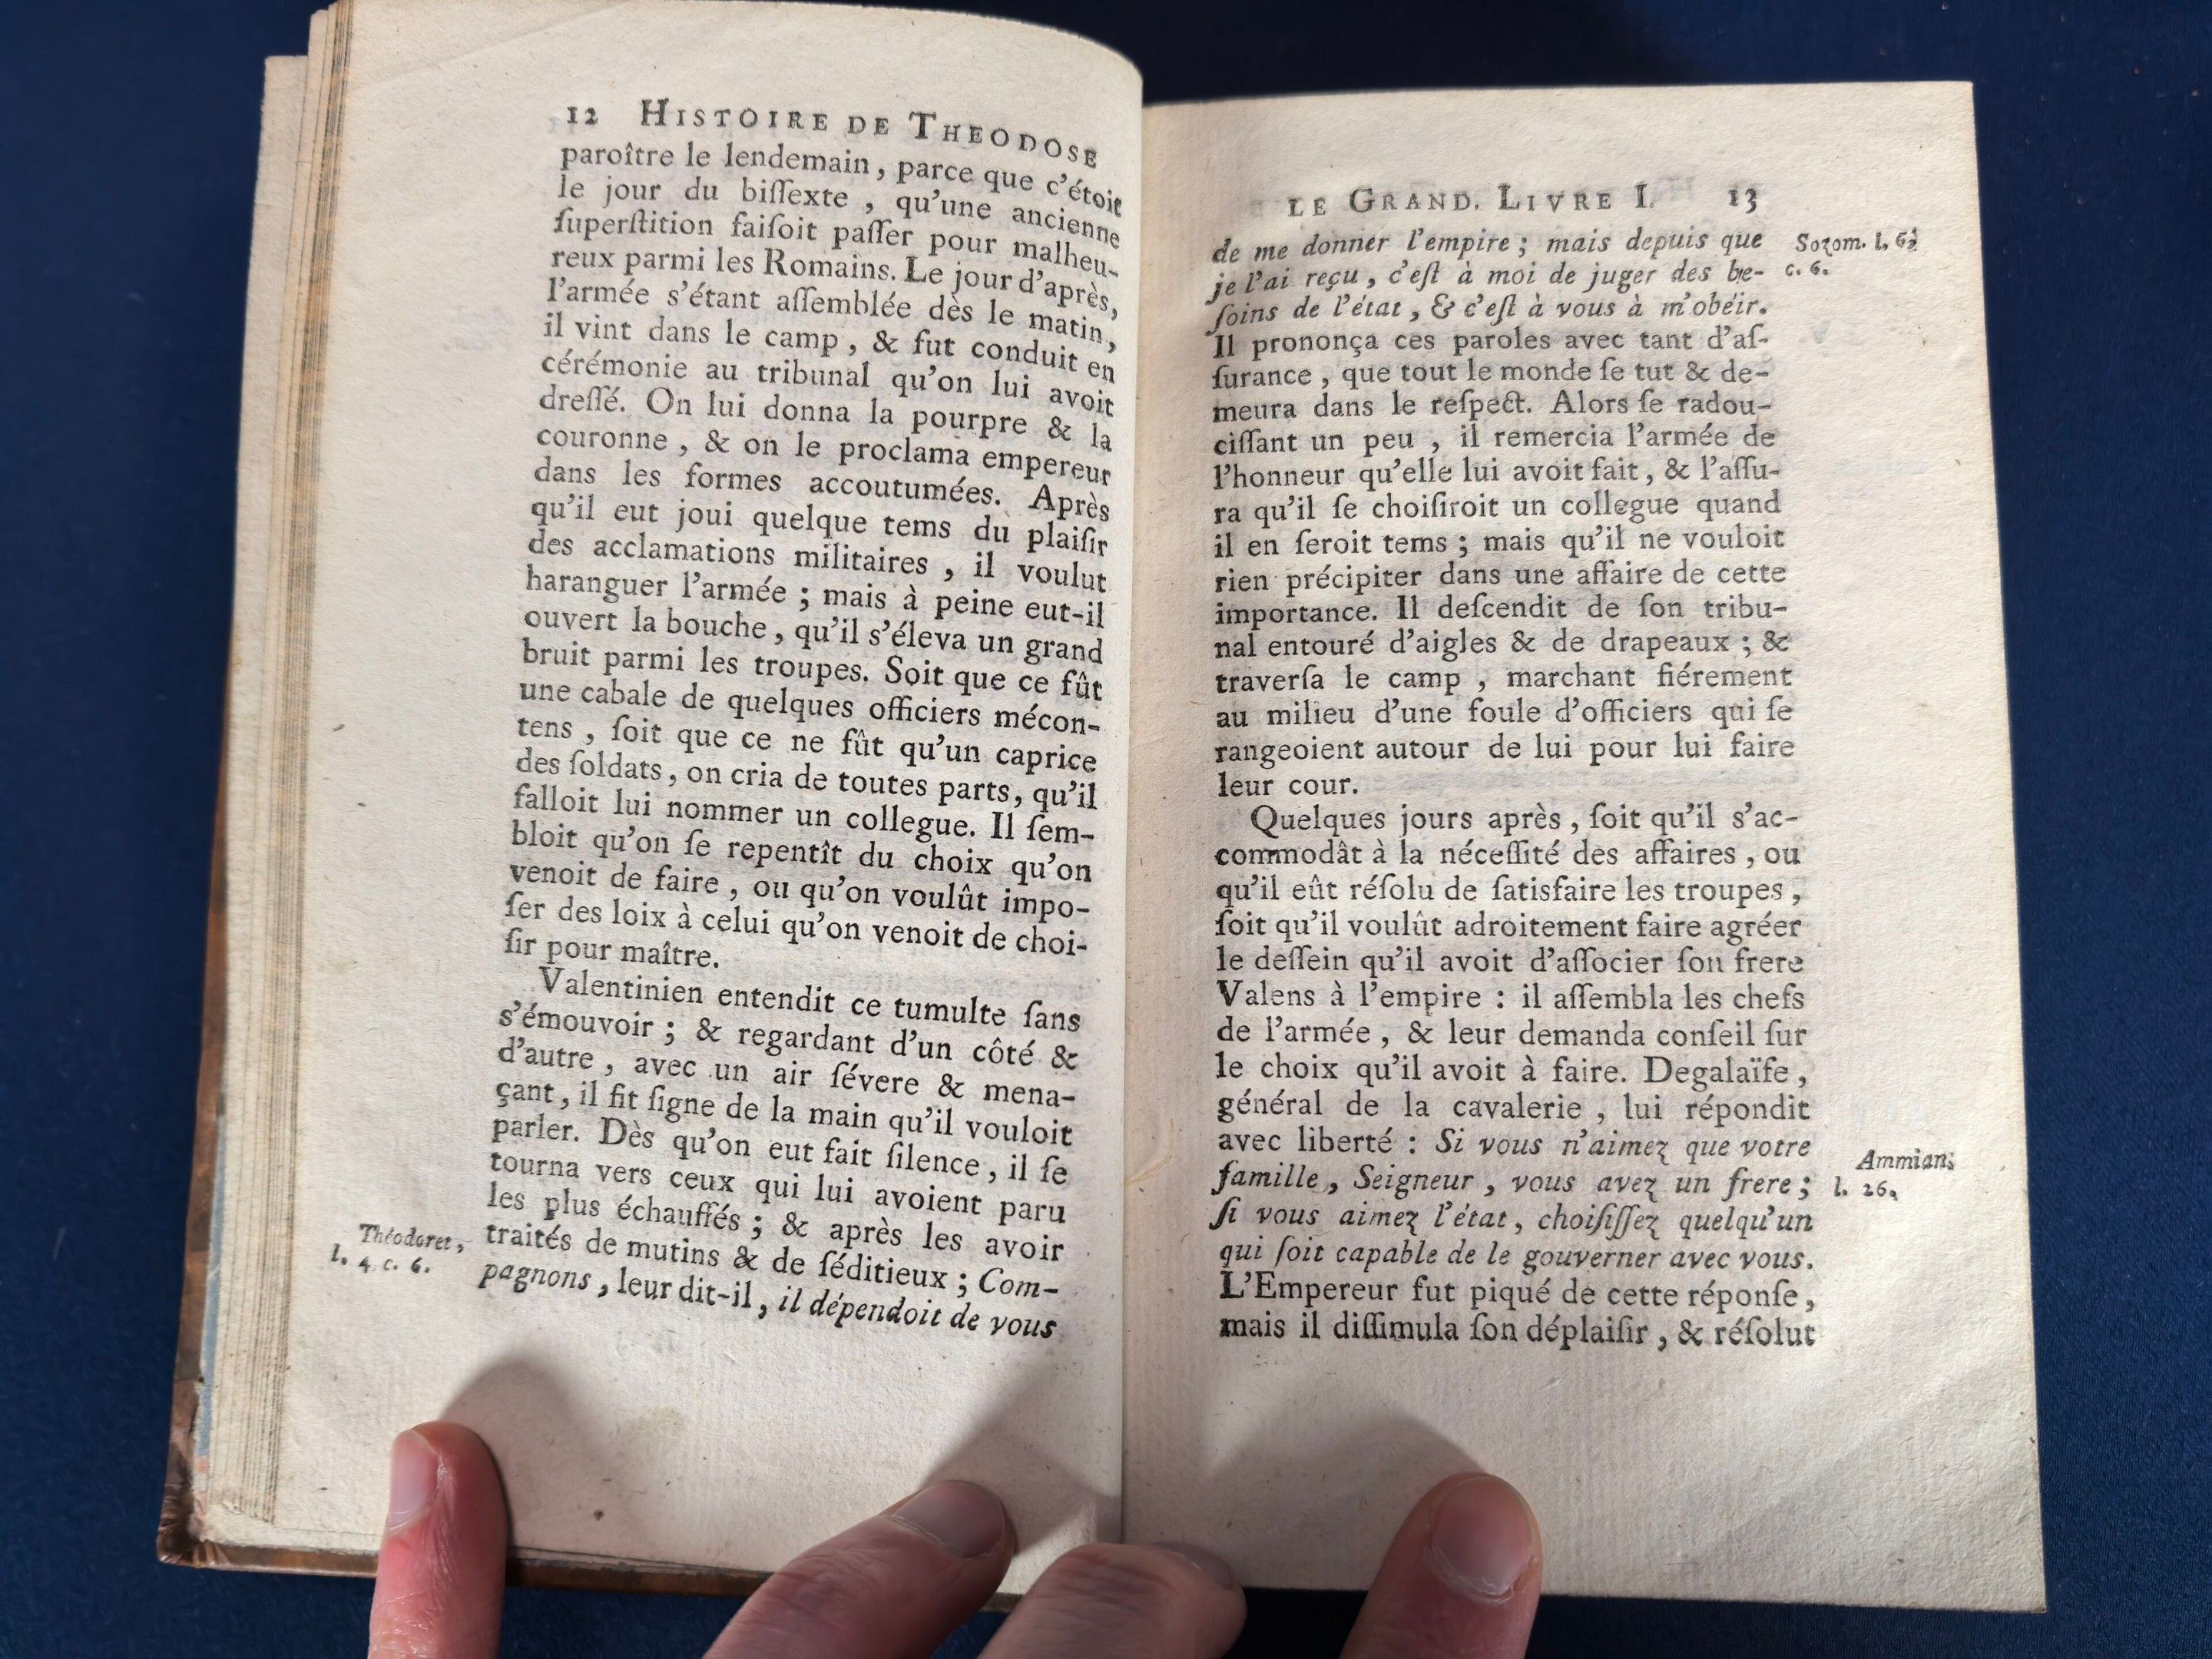 12 HISTOIRE DE THEODOSE
paroître le lendemain, parce que c'étoit
le jour du biſſexte, qu'une ancienne
ſuperſtition faiſoit paſſer pour malheu-
reux parmi les Romains. Le jour d'après,
l'armée s'étant aſſemblée dès le matin,
il vint dans le camp, & fut conduit en
cérémonie au tribunal qu'on lui avoit
dreſſé. On lui donna la pourpre & la
couronne, & on le proclama empereur
dans les formes accoutumées. Après
qu'il eut joui quelque tems du plaiſir
des acclamations militaires, il voulut
haranguer l'armée; mais à peine eut-il
ouvert la bouche, qu'il s'éleva un grand
bruit parmi les troupes. Soit que ce fût
une cabale de quelques officiers mécon-
tens, ſoit que ce ne fût qu'un caprice
des ſoldats, on cria de toutes parts, qu'il
falloit lui nommer un collegue. Il ſem-
bloit qu'on ſe repentît du choix qu'on
venoit de faire, ou qu'on voulût impo-
ſer des loix à celui qu'on venoit de choi-
ſir pour maître.
Valentinien entendit ce tumulte ſans
s'émouvoir; & regardant d'un côté &
d'autre, avec un air ſévere & mena-
çant, il fit ſigne de la main qu'il vouloit
parler. Dès qu'on eut fait ſilence, il ſe
tourna vers ceux qui lui avoient paru
les plus échauffés; & après les avoir
traités de mutins & de ſéditieux; Com-
pagnons, leur dit-il, il dépendoit de vous
Théodoret,
l. 4. c. 6.
LE GRAND. LIVRE I. 13
de me donner l'empire; mais depuis que
je l'ai reçu, c'eſt à moi de juger des be-
ſoins de l'état, & c'eſt à vous à m'obéir.
Il prononça ces paroles avec tant d'aſ-
ſurance, que tout le monde ſe tut & de-
meura dans le reſpect. Alors ſe radou-
ciſſant un peu, il remercia l'armée de
l'honneur qu'elle lui avoit fait, & l'aſſu-
ra qu'il ſe choiſiroit un collegue quand
il en ſeroit tems; mais qu'il ne vouloit
rien précipiter dans une affaire de cette
importance. Il deſcendit de ſon tribu-
nal entouré d'aigles & de drapeaux; &
traverſa le camp, marchant fiérement
au milieu d'une foule d'officiers qui ſe
rangeoient autour de lui pour lui faire
leur cour.
Quelques jours après, ſoit qu'il s'ac-
commodât à la néceſſité des affaires, ou
qu'il eût réſolu de ſatisfaire les troupes,
ſoit qu'il voulût adroitement faire agréer
le deſſein qu'il avoit d'aſſocier ſon frere
Valens à l'empire: il aſſembla les chefs
de l'armée, & leur demanda conſeil ſur
le choix qu'il avoit à faire. Degalaïfe,
général de la cavalerie, lui répondit
avec liberté: Si vous n'aimez que votre
famille, Seigneur, vous avez un frere;
ſi vous aimez l'état, choiſiſſez quelqu'un
qui ſoit capable de le gouverner avec vous.
L'Empereur fut piqué de cette réponſe,
mais il diſſimula ſon déplaiſir, & réſolut
Sozom. l. 6.
c. 6.
Ammian.
l. 26.